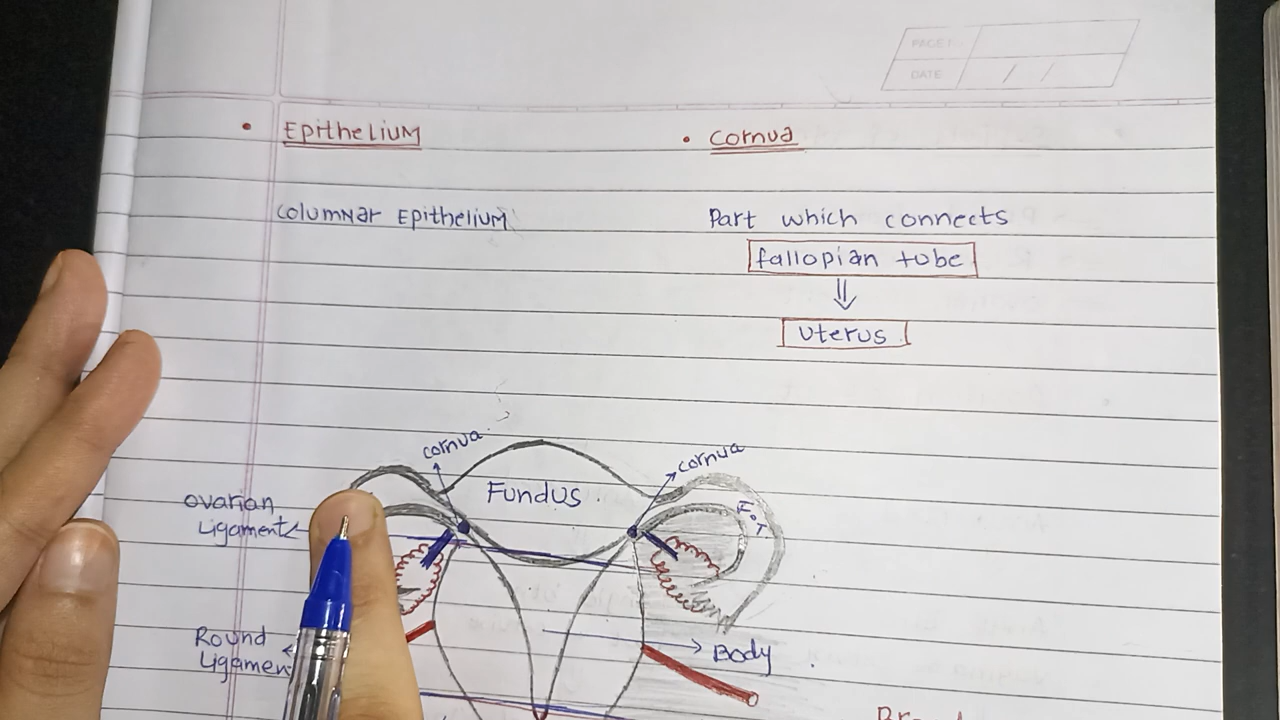 PAGE:
DATE / /
• Epithelium
Columnar Epithelium
• Cornua
Part which connects
fallopian tube
⇓
Uterus
cornua
cornua
Fundus
F.T
ovarian
Ligament
Round
Ligament
Body